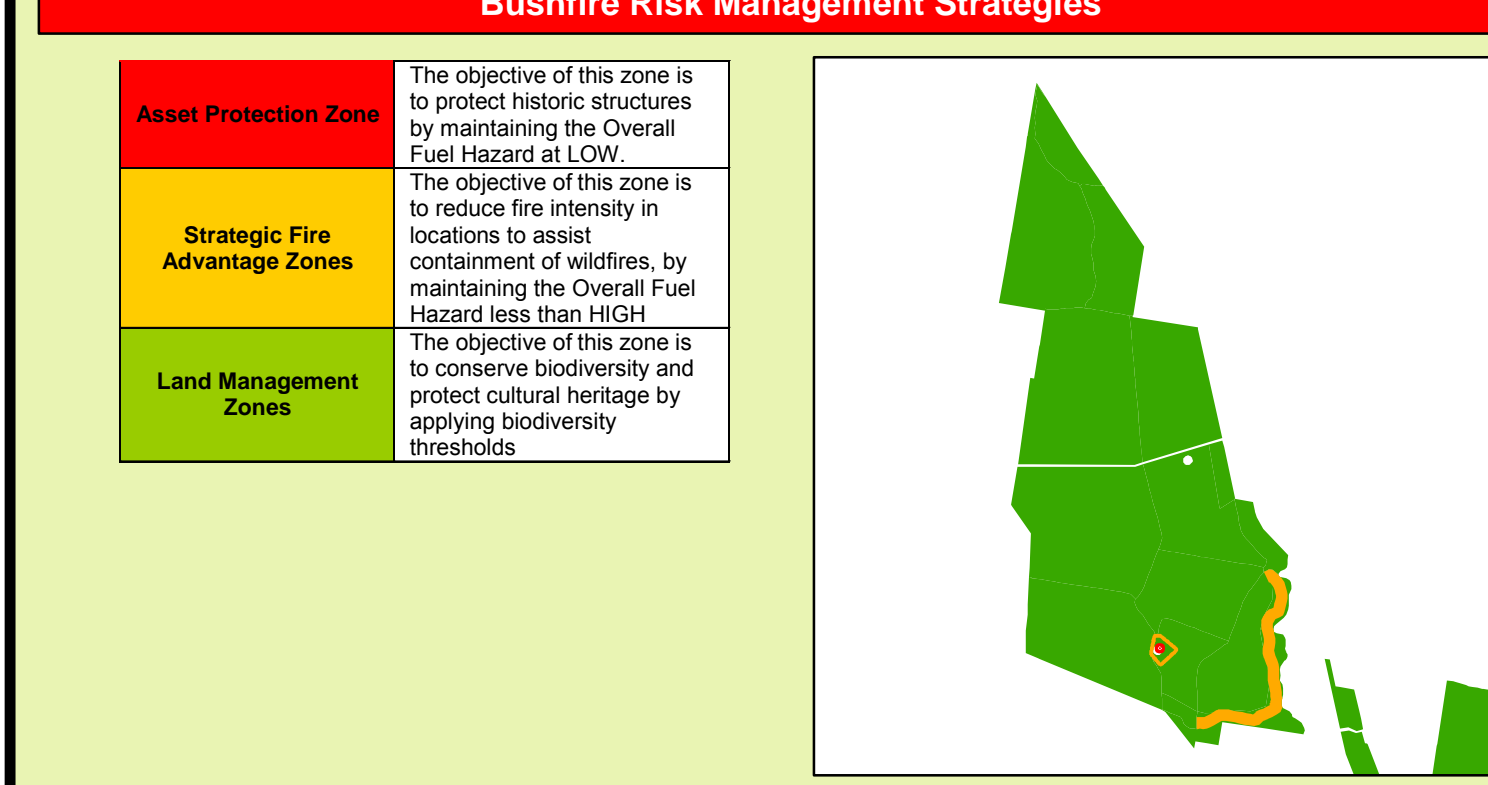 Bushfire Risk Management Strategies
Asset Protection Zone
The objective of this zone is
to protect historic structures
by maintaining the Overall
Fuel Hazard at LOW.
Strategic Fire
Advantage Zones
The objective of this zone is
to reduce fire intensity in
locations to assist
containment of wildfires, by
maintaining the Overall Fuel
Hazard less than HIGH
Land Management
Zones
The objective of this zone is
to conserve biodiversity and
protect cultural heritage by
applying biodiversity
thresholds